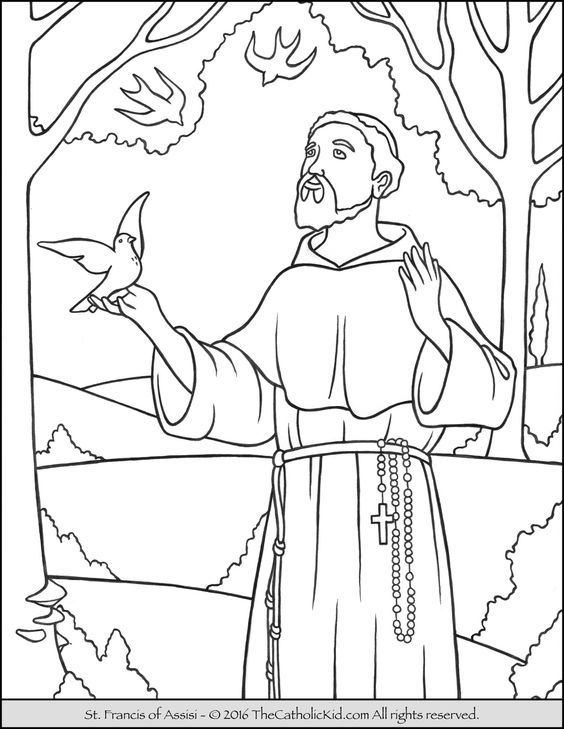 St. Francis of Assisi - © 2016 TheCatholicKid.com All rights reserved.